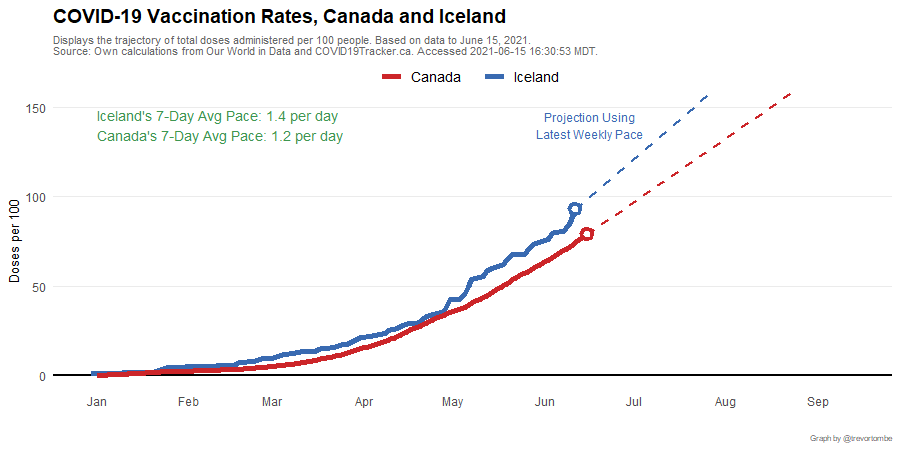 COVID-19 Vaccination Rates, Canada and Iceland
Displays the trajectory of total doses administered per 100 people. Based on data to June 15, 2021.
Source: Own calculations from Our World in Data and COVID19Tracker.ca. Accessed 2021-06-15 16:30:53 MDT.
Canada Iceland
Iceland's 7-Day Avg Pace: 1.4 per day
Canada's 7-Day Avg Pace: 1.2 per day
Projection Using
Latest Weekly Pace
Doses per 100
150
100
50
0
Jan Feb Mar Apr May Jun Jul Aug Sep
Graph by @trevortombe